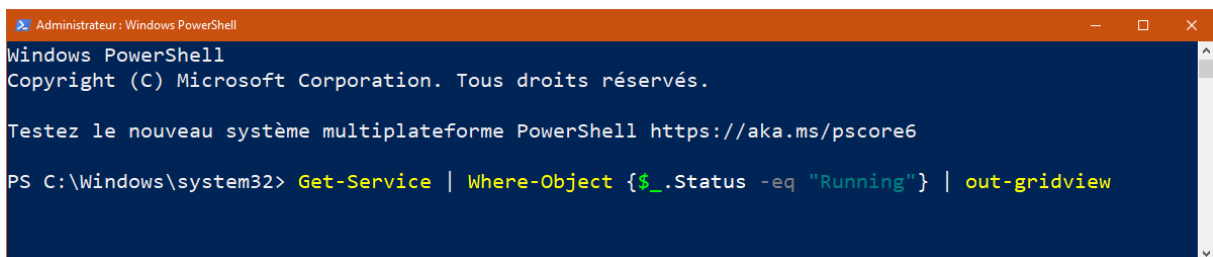 Administrateur : Windows PowerShell
Windows PowerShell
Copyright (C) Microsoft Corporation. Tous droits réservés.
Testez le nouveau système multiplateforme PowerShell https://aka.ms/pscore6
PS C:\Windows\system32> Get-Service | Where-Object {$_.Status -eq "Running"} | out-gridview